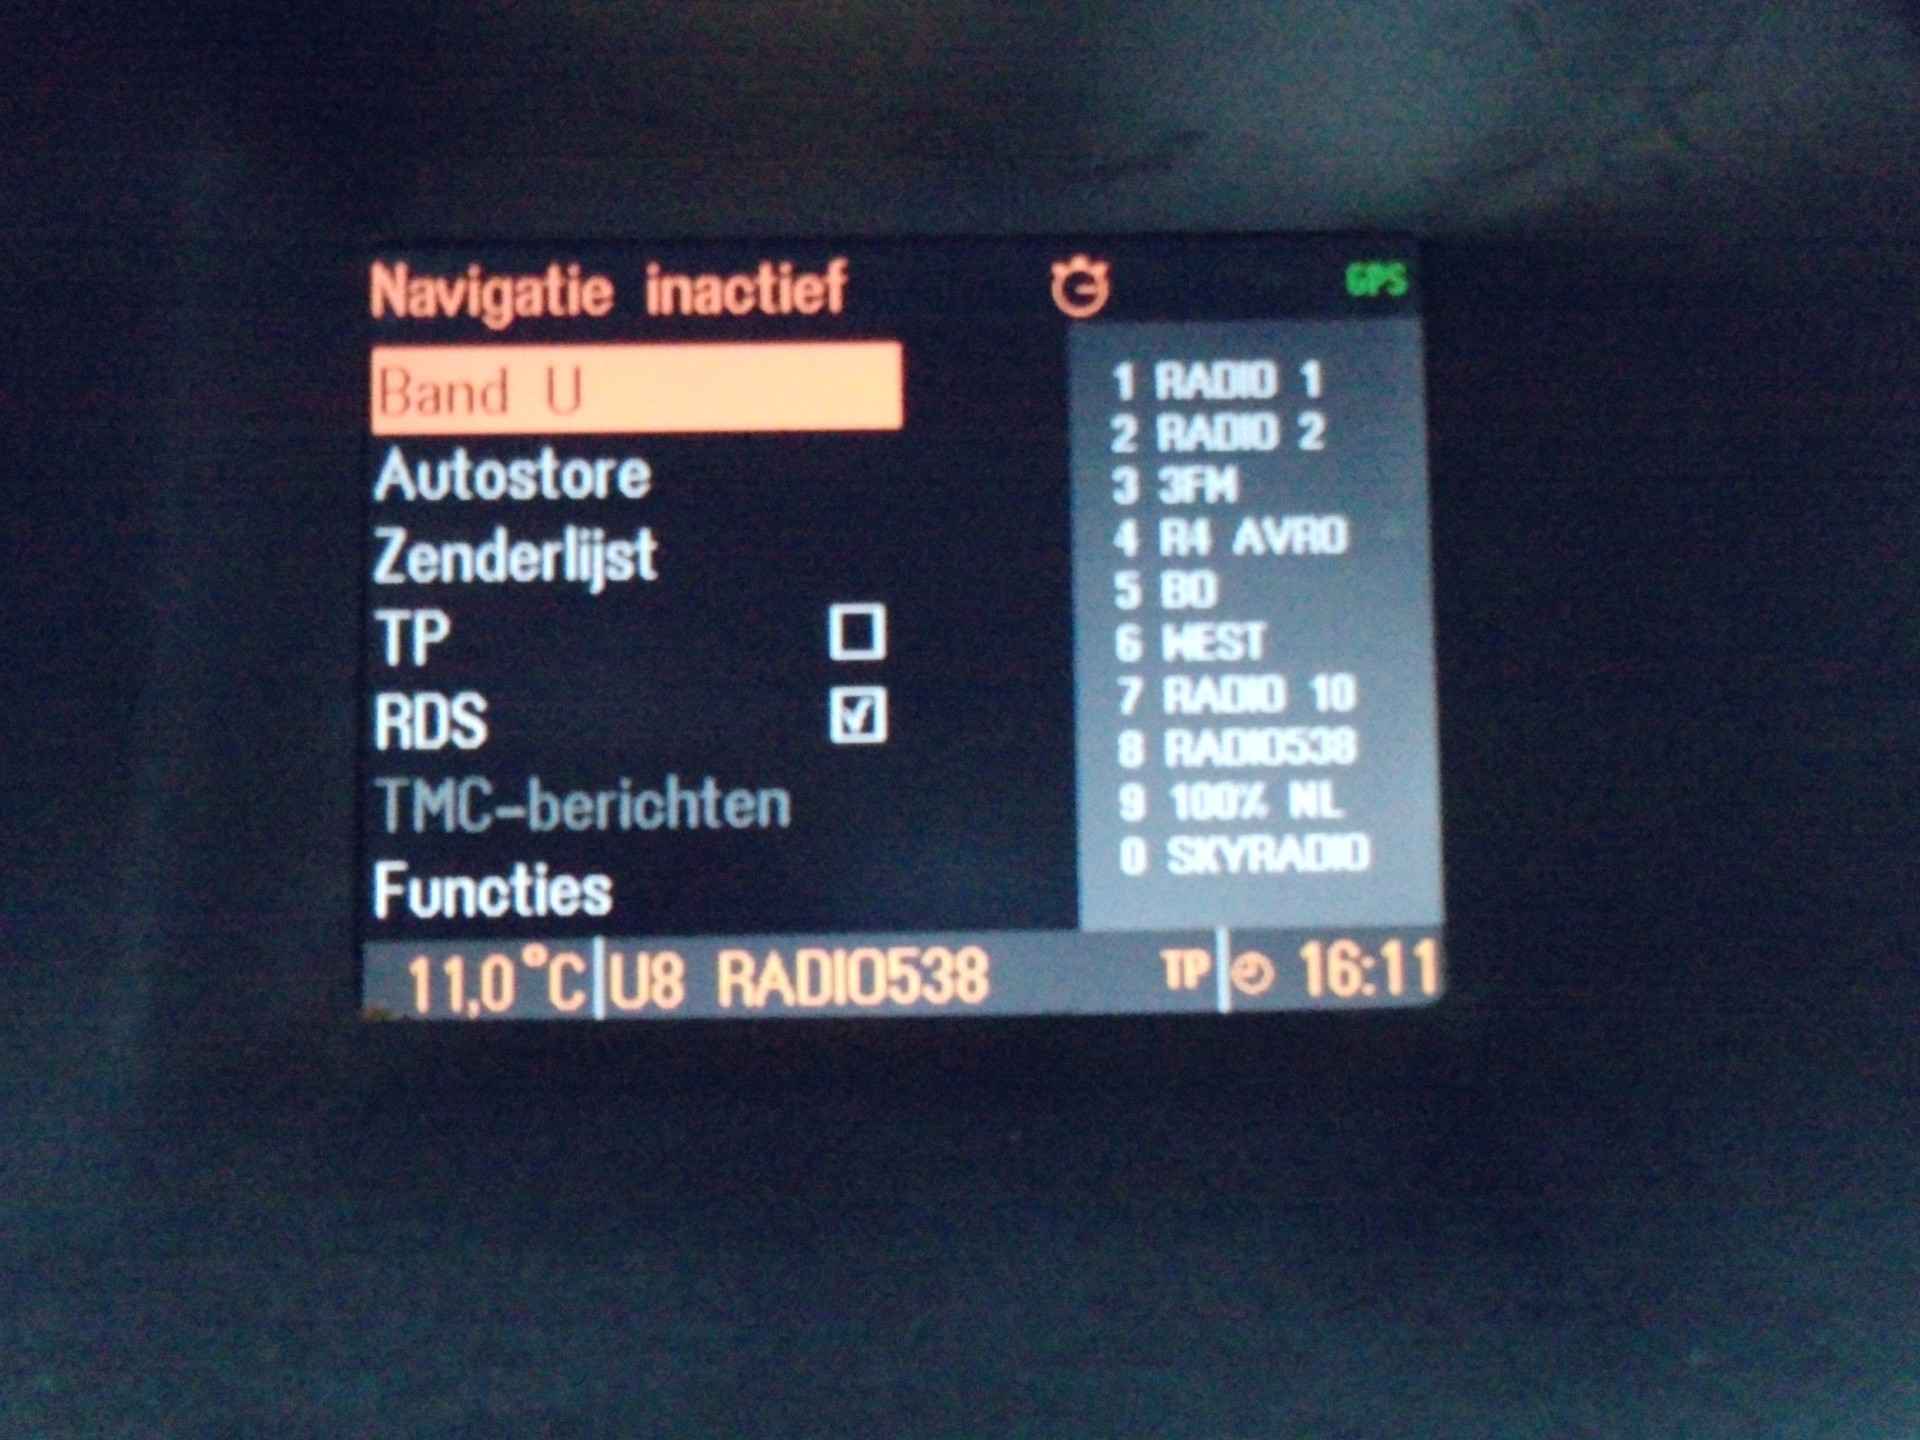 Navigatie inactief
GPS
Band U
Autostore
Zenderlijst
TP
RDS
TMC-berichten
Functies
1 RADIO 1
2 RADIO 2
3 3FM
4 R4 AVRO
5 BO
6 WEST
7 RADIO 10
8 RADIO538
9 100% NL
0 SKYRADIO
11,0°C U8 RADIO538 TP 16:11